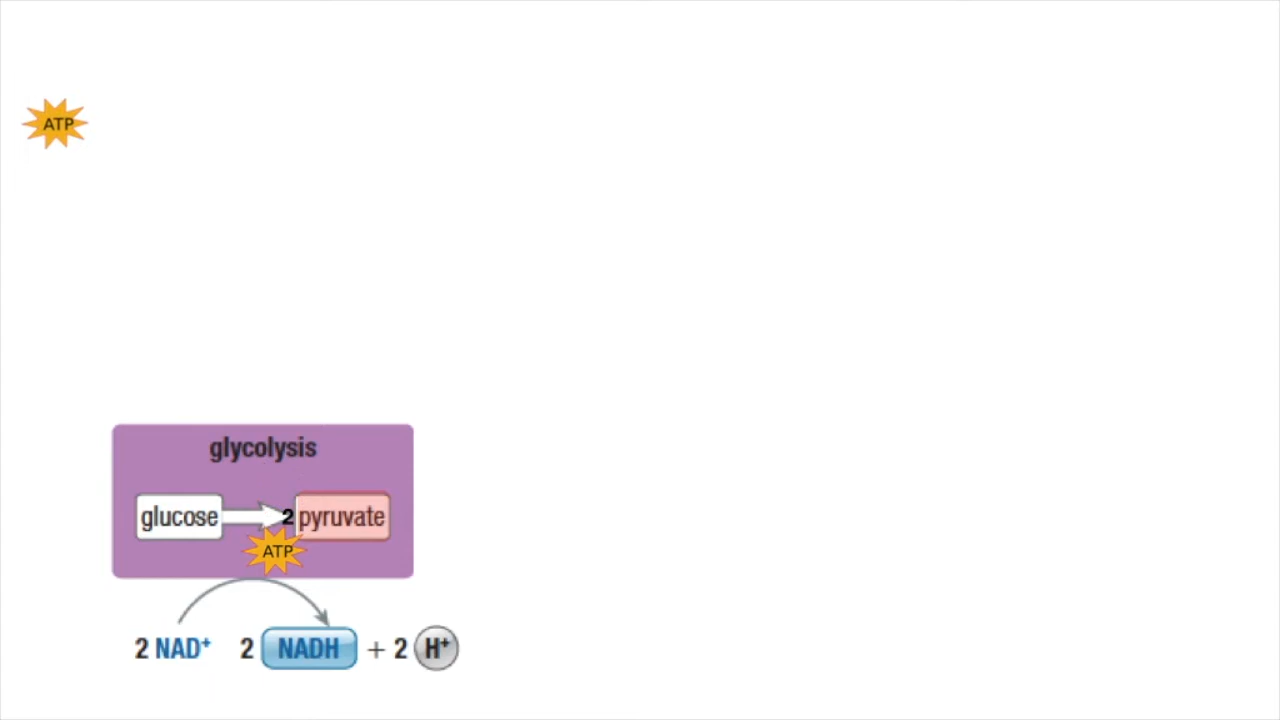 ATP
glycolysis
glucose 2 pyruvate
ATP
2 NAD⁺ 2 NADH + 2 H⁺